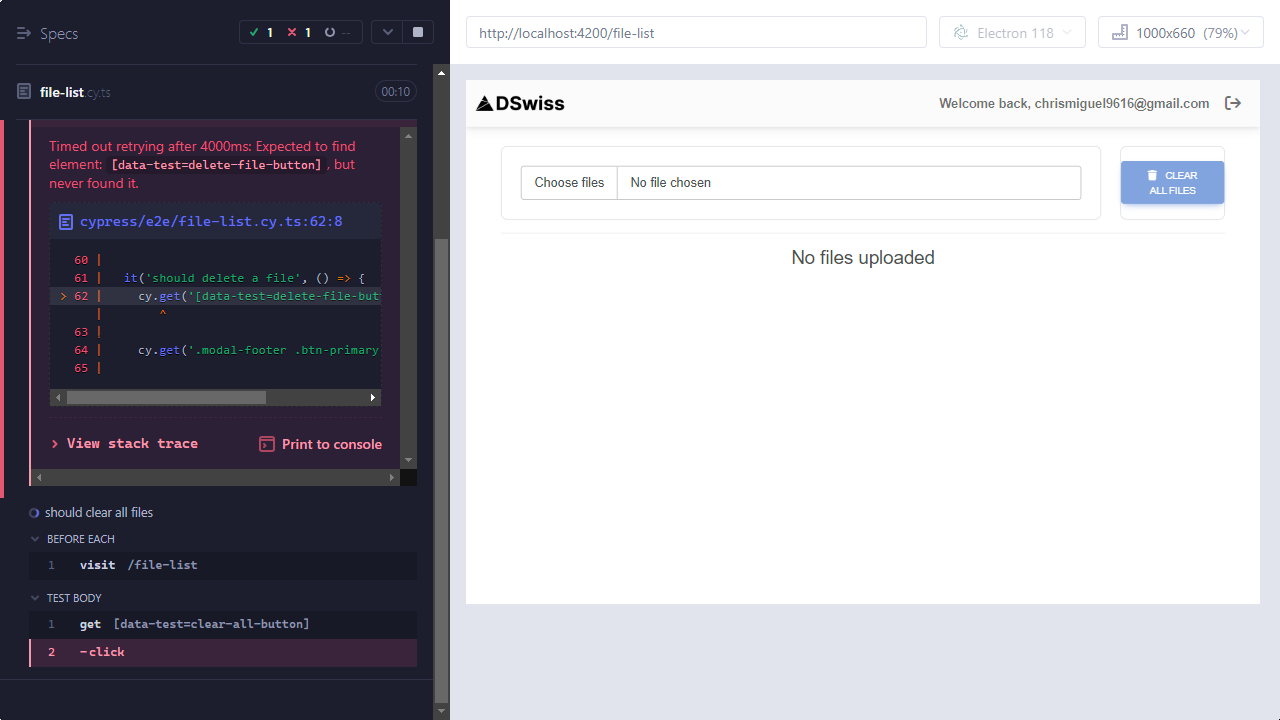 Specs
1
1
--
file-list.cy.ts
00:10
Timed out retrying after 4000ms: Expected to find
element: [data-test=delete-file-button], but
never found it.
cypress/e2e/file-list.cy.ts:62:8
60 |
61 |   it('should delete a file', () => {
> 62 |     cy.get('[data-test=delete-file-but
|        ^
63 |
64 |     cy.get('.modal-footer .btn-primary
65 |
View stack trace
Print to console
should clear all files
BEFORE EACH
1 visit /file-list
TEST BODY
1 get [data-test=clear-all-button]
2 -click
http://localhost:4200/file-list
Electron 118
1000x660 (79%)
DSwiss
Welcome back, chrismiguel9616@gmail.com
Choose files
No file chosen
CLEAR
ALL FILES
No files uploaded